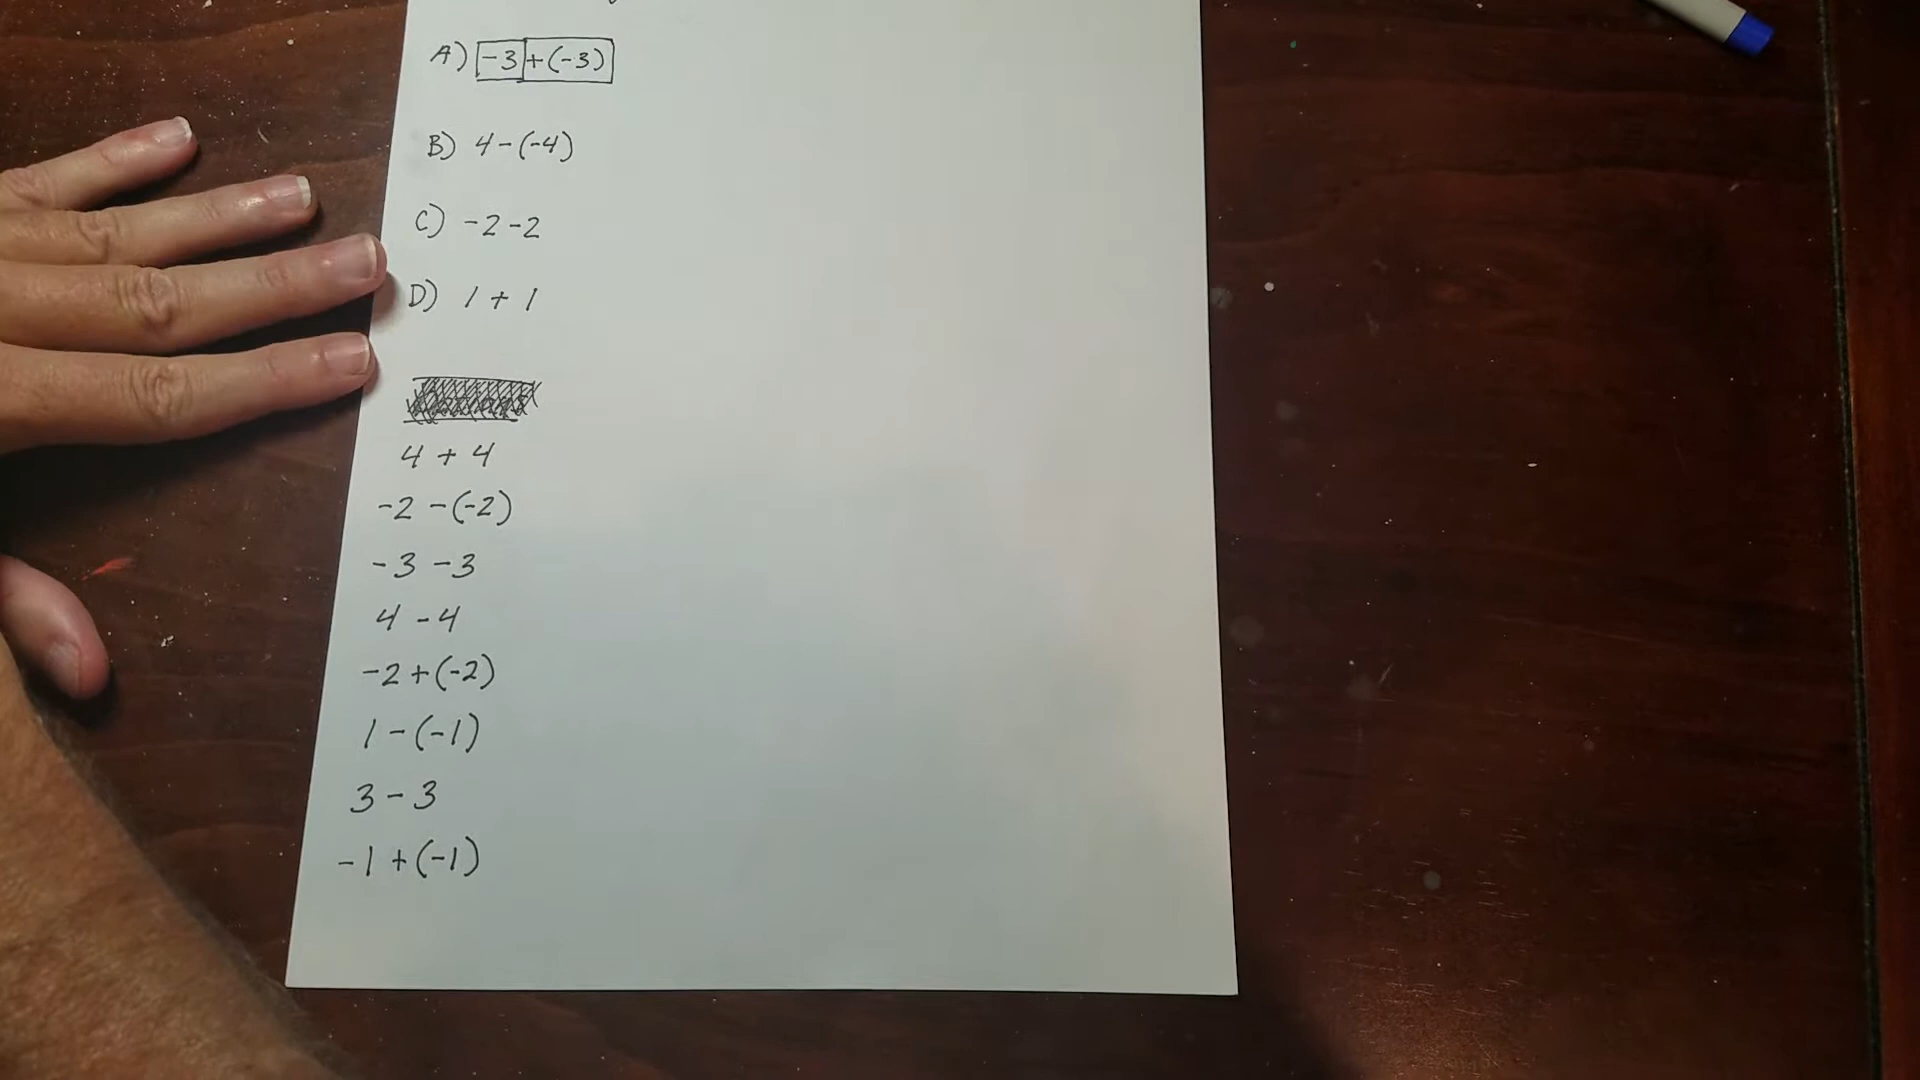 A) -3+(-3)
B) 4-(-4)
C) -2-2
D) 1 + 1
4 + 4
-2 -(-2)
-3 -3
4 -4
-2+(-2)
1-(-1)
3-3
-1 +(-1)